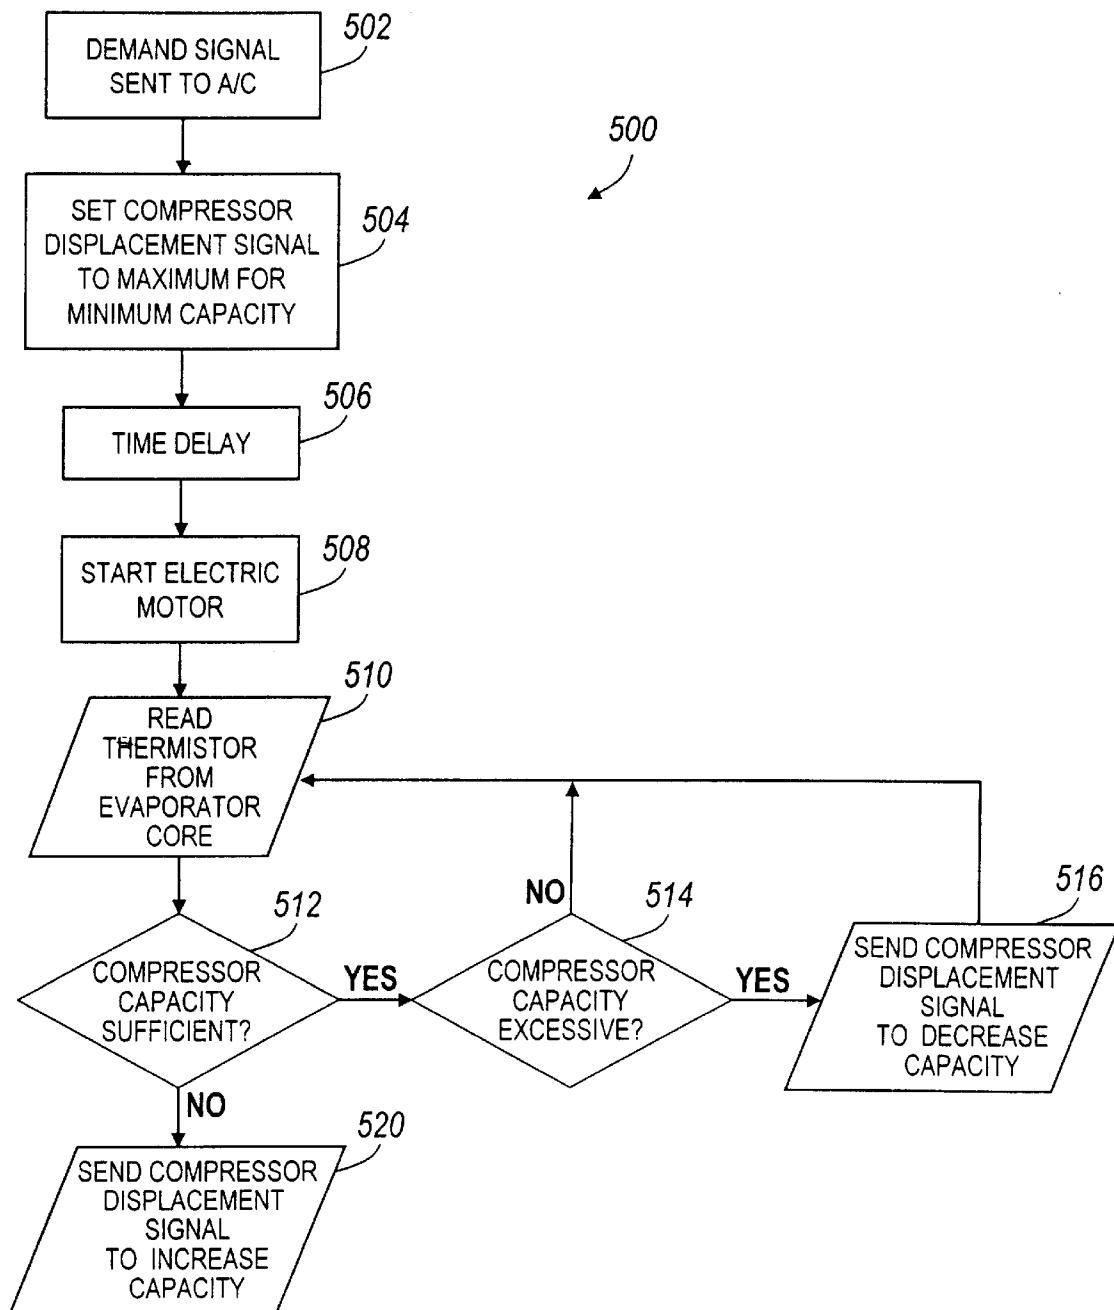 502
DEMAND SIGNAL
SENT TO A/C
500
504
SET COMPRESSOR
DISPLACEMENT SIGNAL
TO MAXIMUM FOR
MINIMUM CAPACITY
506
TIME DELAY
508
START ELECTRIC
MOTOR
510
READ
THERMISTOR
FROM
EVAPORATOR
CORE
512
COMPRESSOR
CAPACITY
SUFFICIENT?
YES
NO
514
COMPRESSOR
CAPACITY
EXCESSIVE?
NO
YES
516
SEND COMPRESSOR
DISPLACEMENT
SIGNAL
TO DECREASE
CAPACITY
520
SEND COMPRESSOR
DISPLACEMENT
SIGNAL
TO INCREASE
CAPACITY